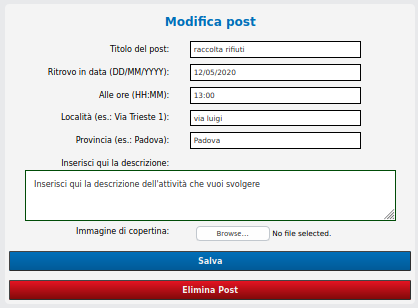 Modifica post
Titolo del post: raccolta rifiuti
Ritrovo in data (DD/MM/YYYY): 12/05/2020
Alle ore (HH:MM): 13:00
Località (es.: Via Trieste 1): via luigi
Provincia (es.: Padova): Padova
Inserisci qui la descrizione:
Inserisci qui la descrizione dell'attività che vuoi svolgere
Immagine di copertina: Browse... No file selected.
Salva
Elimina Post